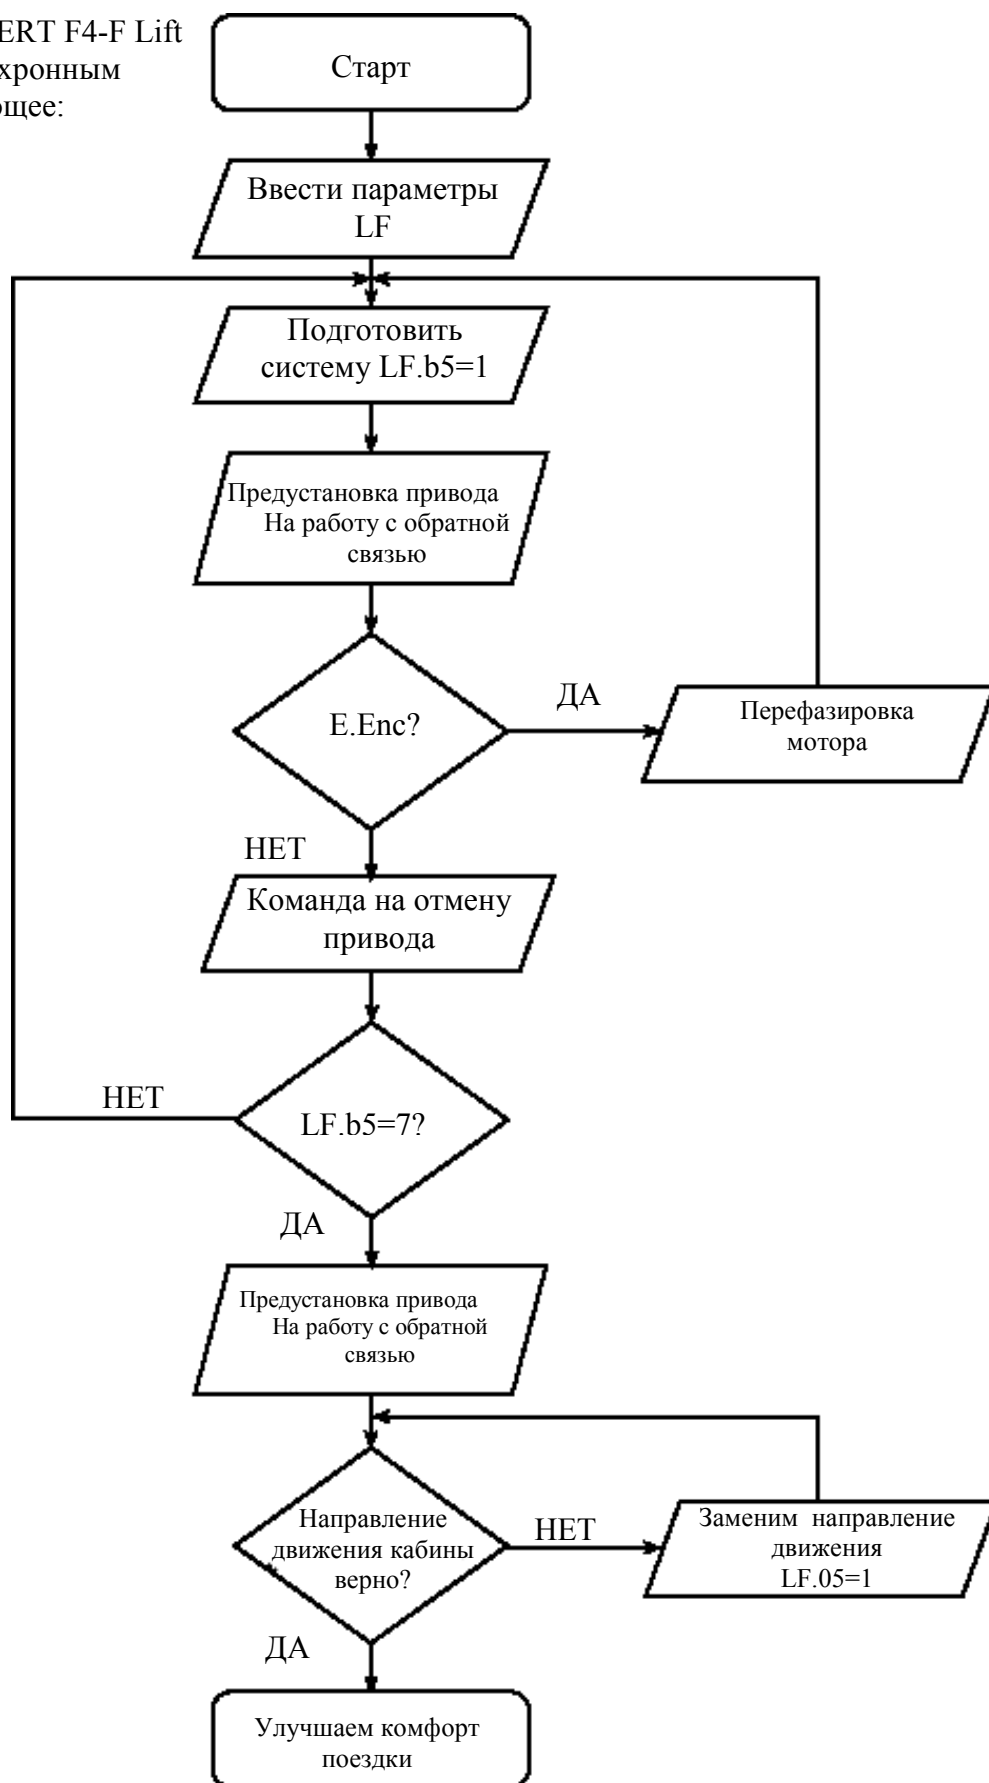 ERT F4-F Lift
хронным
ощее:
Старт
Ввести параметры
LF
Подготовить
систему LF.b5=1
Предустановка привода
На работу с обратной
связью
E.Enc?
ДА
Перефазировка
мотора
НЕТ
Команда на отмену
привода
НЕТ
LF.b5=7?
ДА
Предустановка привода
На работу с обратной
связью
Направление
движения кабины
верно?
НЕТ
Заменим направление
движения
LF.05=1
ДА
Улучшаем комфорт
поездки